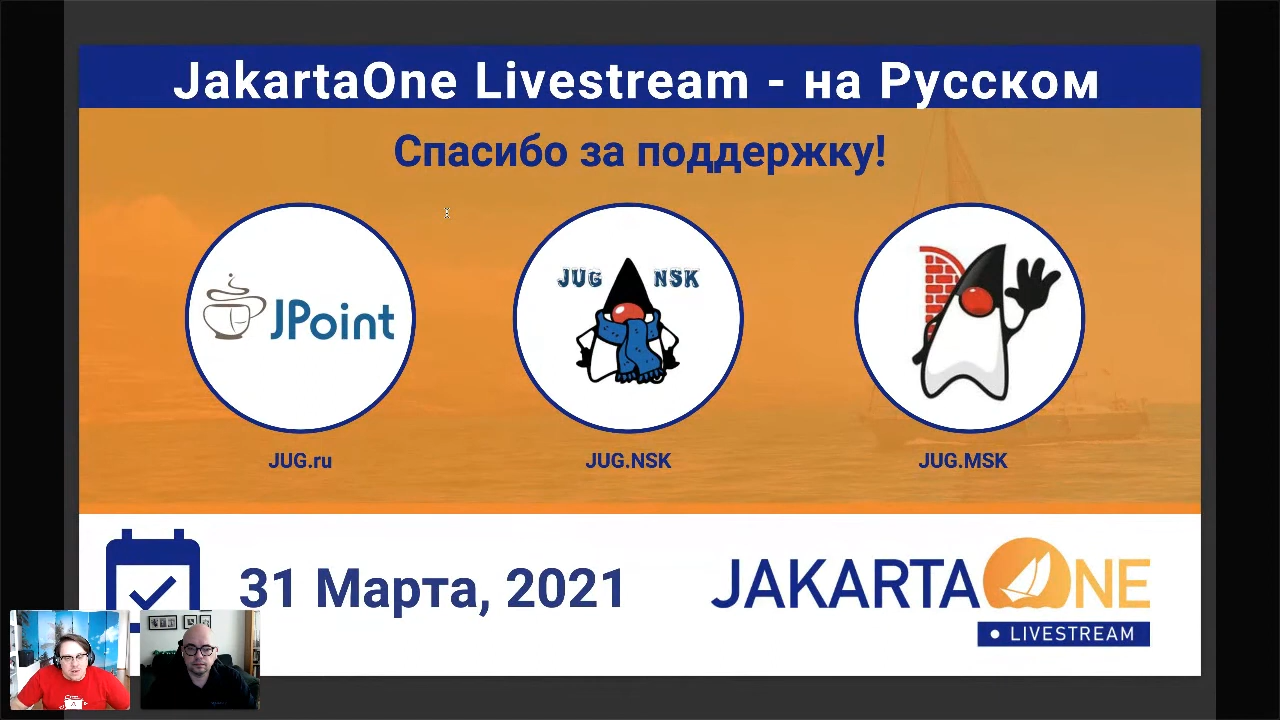 JakartaOne Livestream - на Русском
Спасибо за поддержку!
JPoint
JUG NSK
JUG.ru
JUG.NSK
JUG.MSK
31 Марта, 2021
JAKARTA ONE
LIVESTREAM